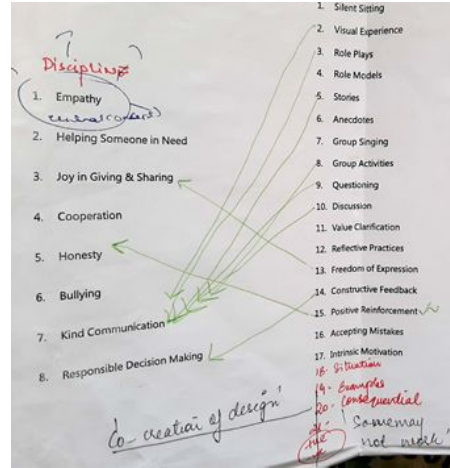 Discipline
1. Empathy
central concept
2. Helping Someone in Need
3. Joy in Giving & Sharing
4. Cooperation
5. Honesty
6. Bullying
7. Kind Communication
8. Responsible Decision Making
Co-creation of design
1. Silent Sitting
2. Visual Experience
3. Role Plays
4. Role Models
5. Stories
6. Anecdotes
7. Group Singing
8. Group Activities
9. Questioning
10. Discussion
11. Value Clarification
12. Reflective Practices
13. Freedom of Expression
14. Constructive Feedback
15. Positive Reinforcement
16. Accepting Mistakes
17. Intrinsic Motivation
18- Situation
19- Examples
20- Consequential
21-
Some may
not work